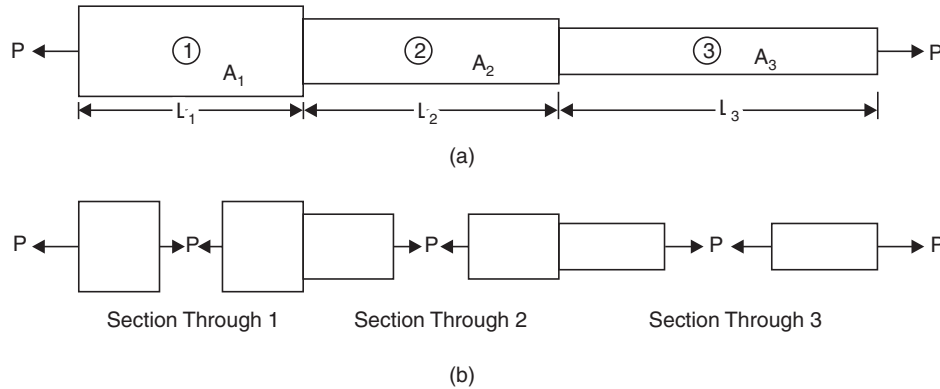 P 1 A1 2 A2 3 A3 P
L1 L2 L3
(a)
P P P P P
Section Through 1 Section Through 2 Section Through 3
(b)